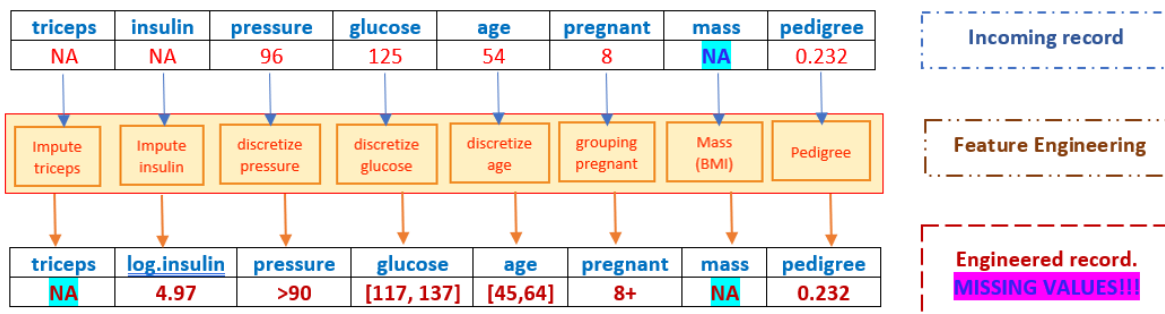 triceps insulin pressure glucose age pregnant mass pedigree
NA NA 96 125 54 8 NA 0.232
Incoming record
Impute triceps
Impute insulin
discretize pressure
discretize glucose
discretize age
grouping pregnant
Mass (BMI)
Pedigree
Feature Engineering
triceps log.insulin pressure glucose age pregnant mass pedigree
NA 4.97 >90 [117, 137] [45,64] 8+ NA 0.232
Engineered record.
MISSING VALUES!!!